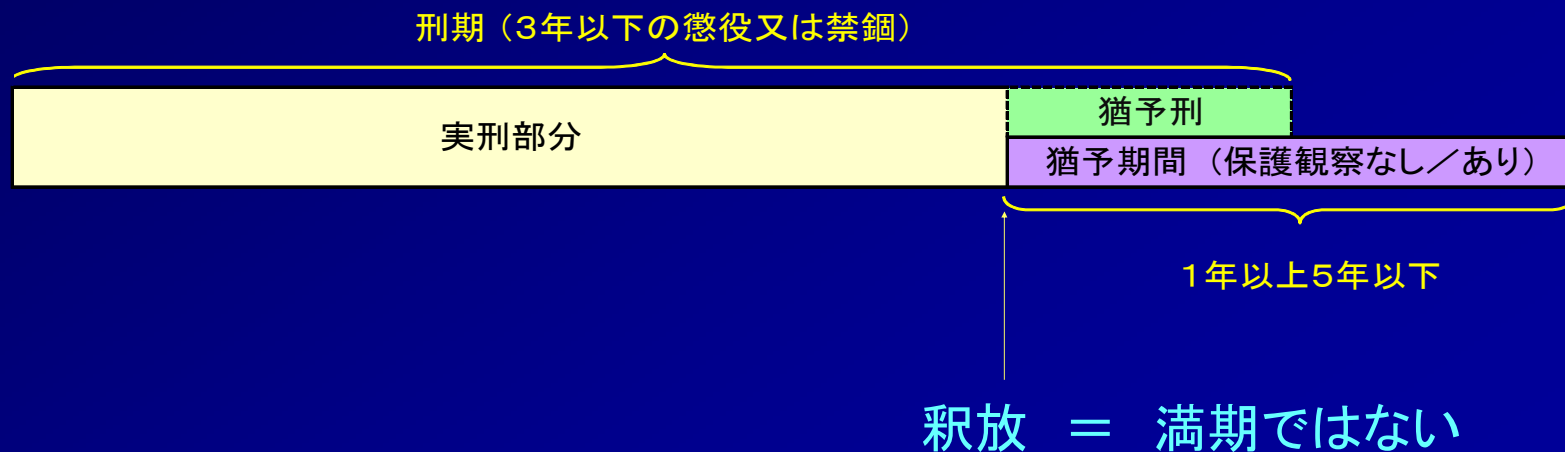 刑期（３年以下の懲役又は禁錮）
実刑部分
猶予刑
猶予期間（保護観察なし／あり）
１年以上５年以下
釈放 ＝ 満期ではない